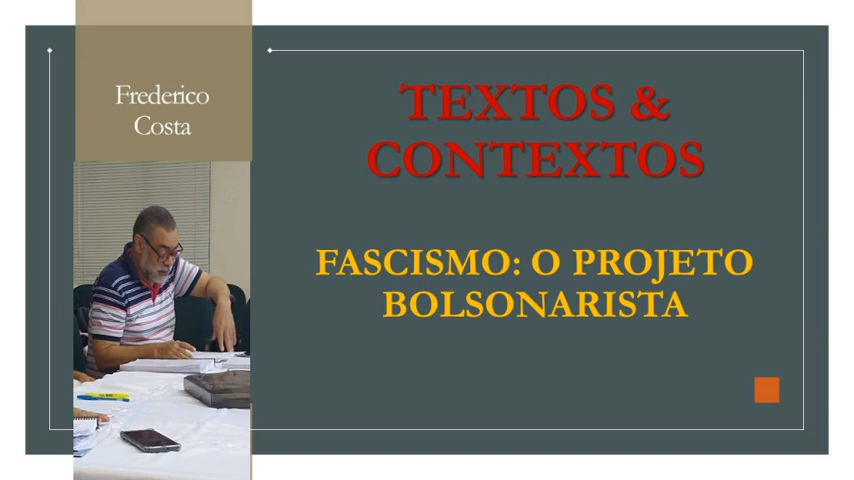 Frederico
Costa
TEXTOS &
CONTEXTOS
FASCISMO: O PROJETO
BOLSONARISTA